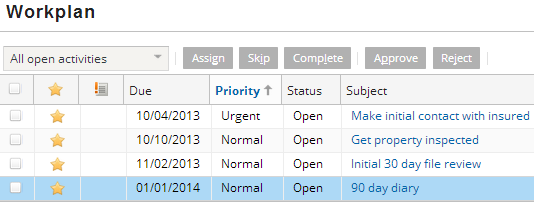 Workplan
All open activities Assign Skip Complete Approve Reject
Due Priority ↑ Status Subject
10/04/2013 Urgent Open Make initial contact with insured
10/10/2013 Normal Open Get property inspected
11/02/2013 Normal Open Initial 30 day file review
01/01/2014 Normal Open 90 day diary